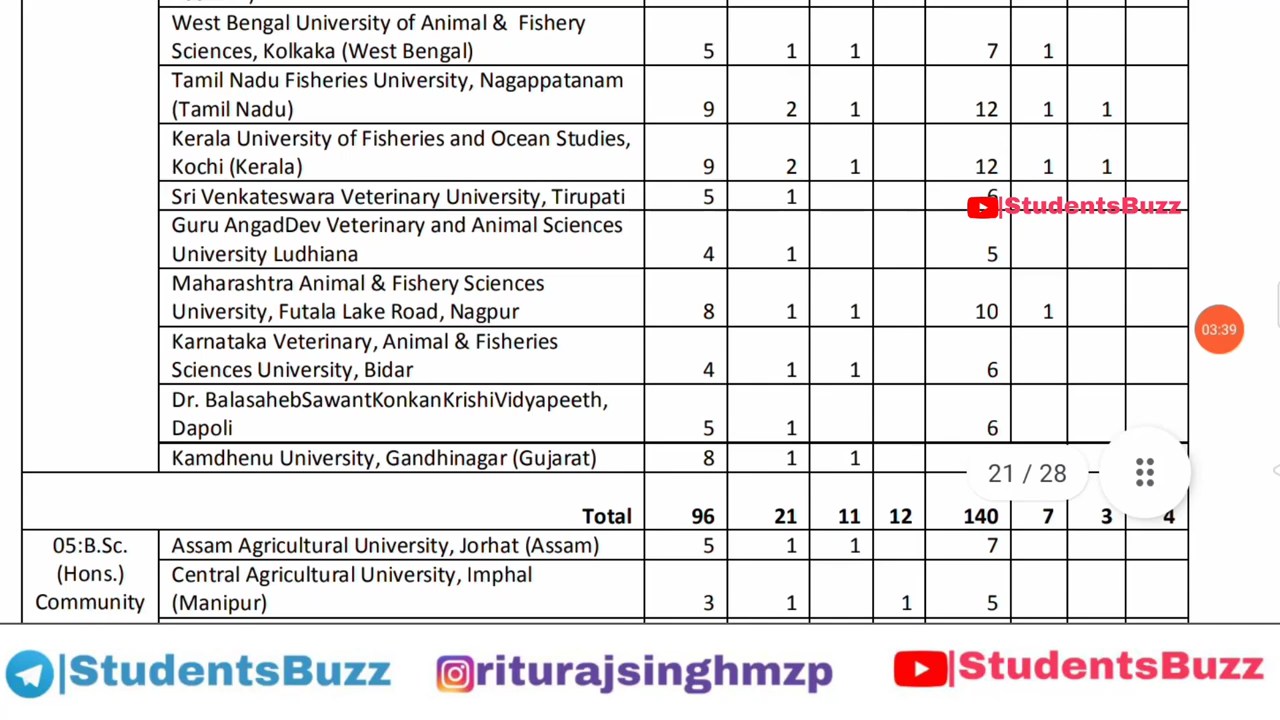 West Bengal University of Animal & Fishery
Sciences, Kolkaka (West Bengal) 5 1 1 7 1
Tamil Nadu Fisheries University, Nagappatanam
(Tamil Nadu) 9 2 1 12 1 1
Kerala University of Fisheries and Ocean Studies,
Kochi (Kerala) 9 2 1 12 1 1
Sri Venkateswara Veterinary University, Tirupati 5 1
|StudentsBuzz
Guru AngadDev Veterinary and Animal Sciences
University Ludhiana 4 1 5
Maharashtra Animal & Fishery Sciences
University, Futala Lake Road, Nagpur 8 1 1 10 1
03:39
Karnataka Veterinary, Animal & Fisheries
Sciences University, Bidar 4 1 1 6
Dr. BalasahebSawantKonkanKrishiVidyapeeth,
Dapoli 5 1 6
Kamdhenu University, Gandhinagar (Gujarat) 8 1 1
21 / 28
Total 96 21 11 12 140 7 3 4
05:B.Sc. Assam Agricultural University, Jorhat (Assam) 5 1 1 7
(Hons.) Central Agricultural University, Imphal
Community (Manipur) 3 1 1 5
|StudentsBuzz riturajsinghmzp |StudentsBuzz